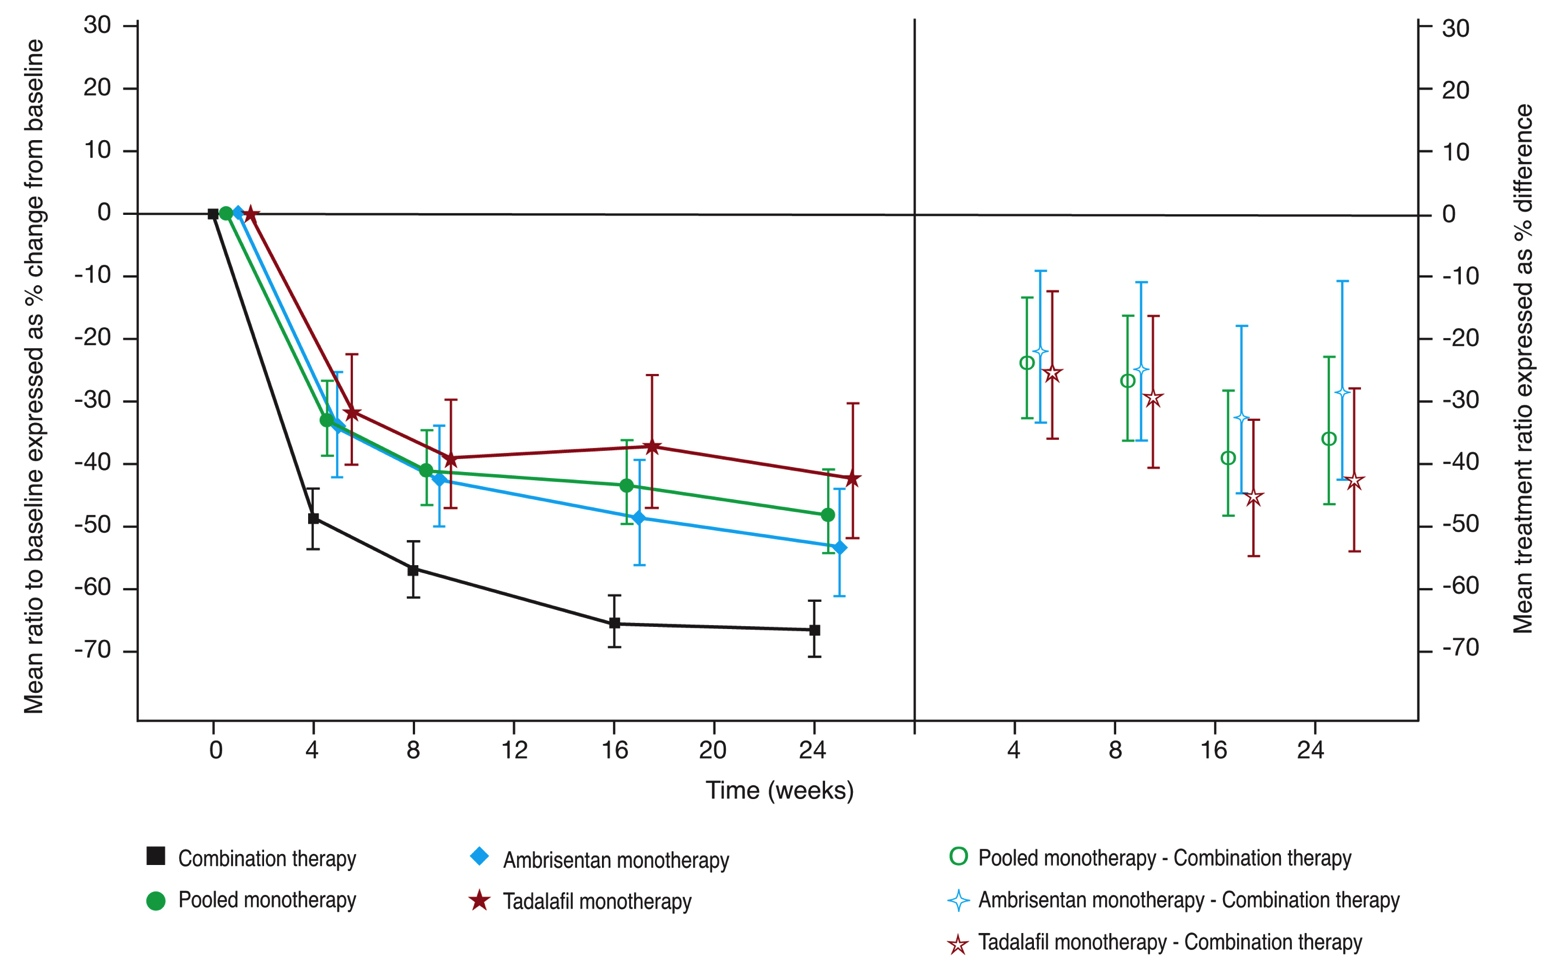 Mean ratio to baseline expressed as % change from baseline
30
20
10
0
-10
-20
-30
-40
-50
-60
-70
0 4 8 12 16 20 24
4 8 16 24
Time (weeks)
30
20
10
0
-10
-20
-30
-40
-50
-60
-70
Mean treatment ratio expressed as % difference
Combination therapy
Pooled monotherapy
Ambrisentan monotherapy
Tadalafil monotherapy
Pooled monotherapy - Combination therapy
Ambrisentan monotherapy - Combination therapy
Tadalafil monotherapy - Combination therapy